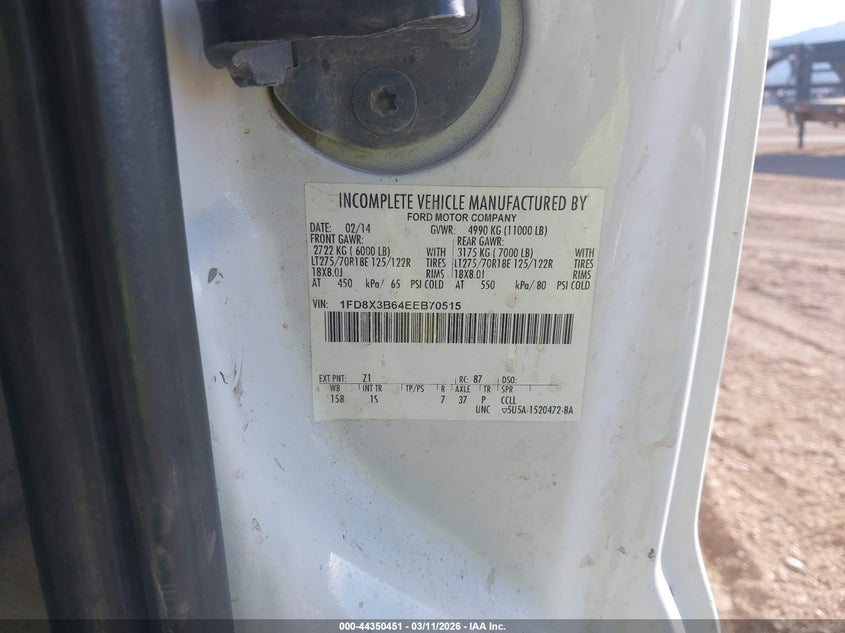 INCOMPLETE VEHICLE MANUFACTURED BY
FORD MOTOR COMPANY
DATE: 02/14 GVWR: 4990 KG (11000 LB)
FRONT GAWR: REAR GAWR:
2722 KG ( 6000 LB) WITH 3175 KG ( 7000 LB) WITH
LT275/70R18E 125/122R TIRES LT275/70R18E 125/122R TIRES
18X8.0J RIMS 18X8.0J RIMS
AT 450 kPa/ 65 PSI COLD AT 550 kPa/ 80 PSI COLD
VIN: 1FD8X3B64EEB70515
EXT PNT: Z1 RC: 87 DSO:
WB INT TR TP/PS R AXLE TR SPR
158 15 7 37 P CCLL
UNC ▽5U5A-1520472-BA
000-44350451 - 03/11/2026 - IAA Inc.